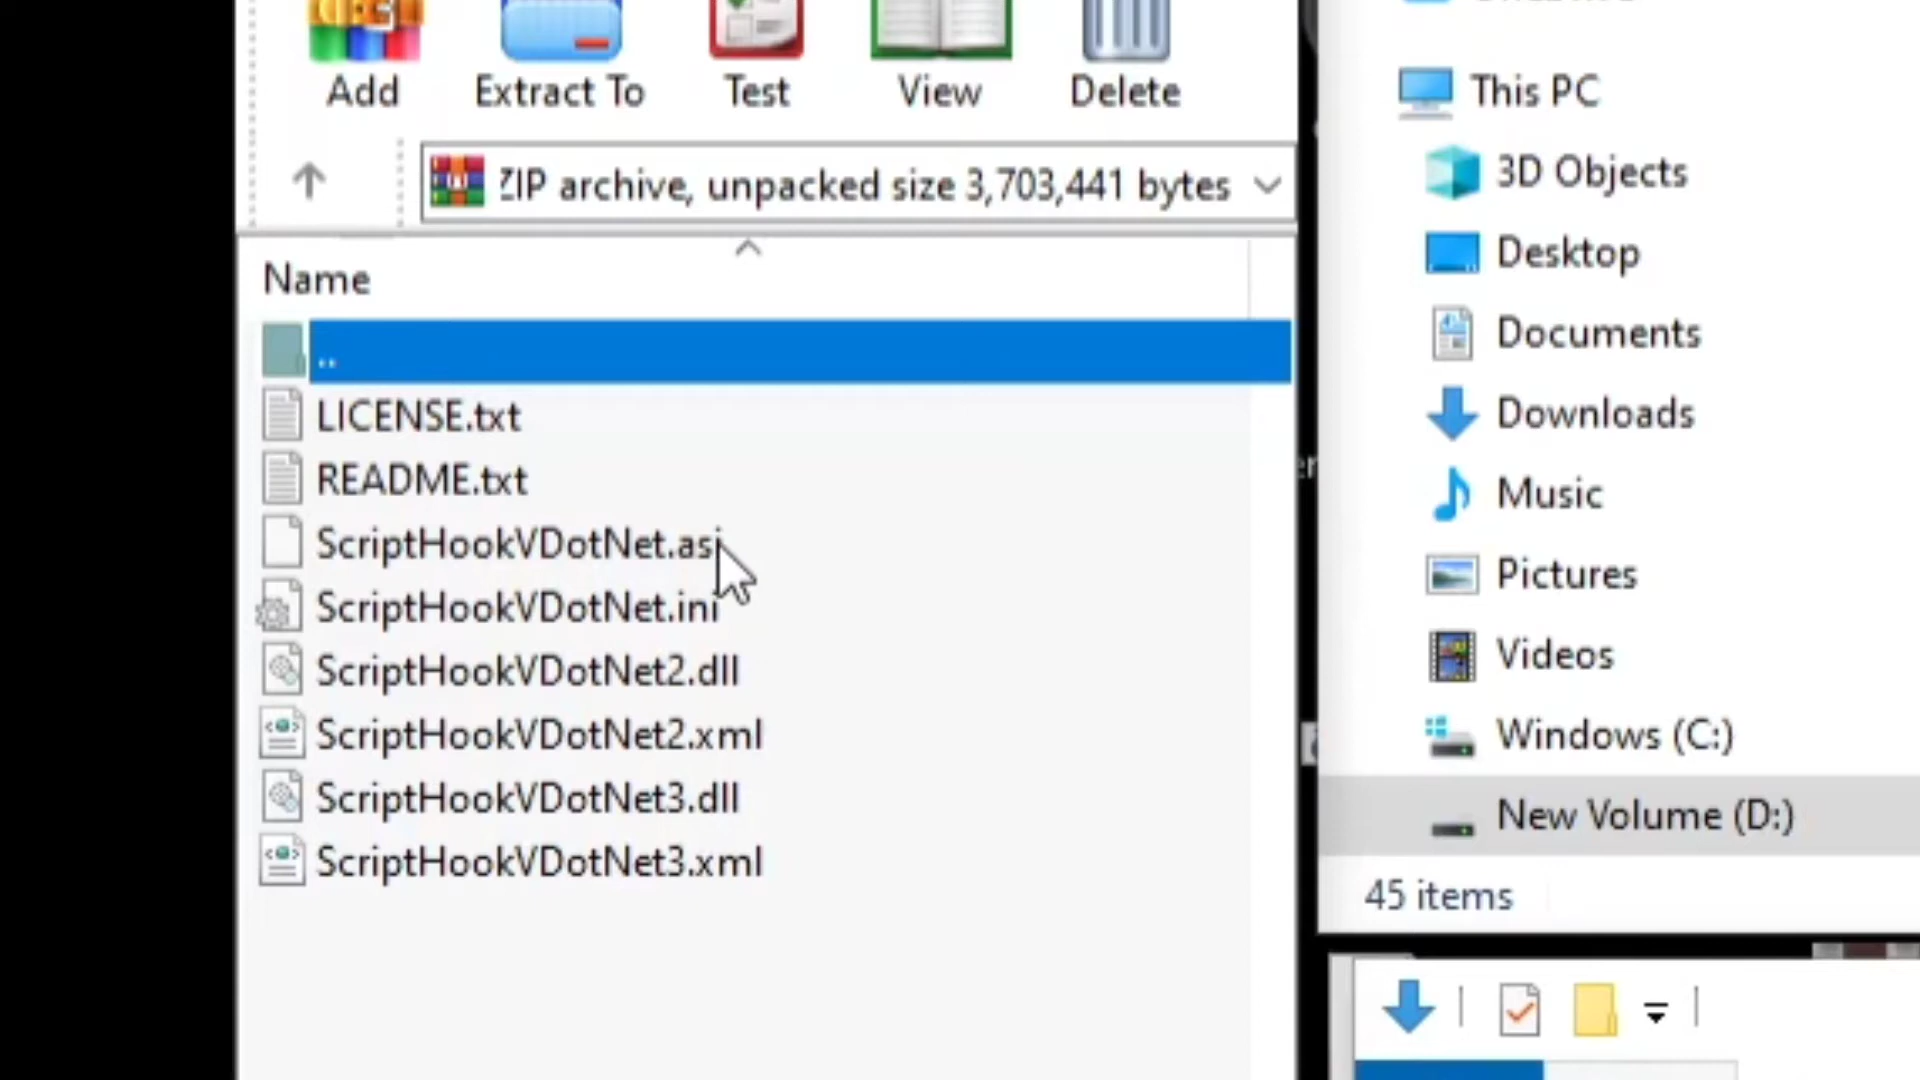 Add
Extract To
Test
View
Delete
ZIP archive, unpacked size 3,703,441 bytes
Name
..
LICENSE.txt
README.txt
ScriptHookVDotNet.asi
ScriptHookVDotNet.ini
ScriptHookVDotNet2.dll
ScriptHookVDotNet2.xml
ScriptHookVDotNet3.dll
ScriptHookVDotNet3.xml
This PC
3D Objects
Desktop
Documents
Downloads
Music
Pictures
Videos
Windows (C:)
New Volume (D:)
45 items